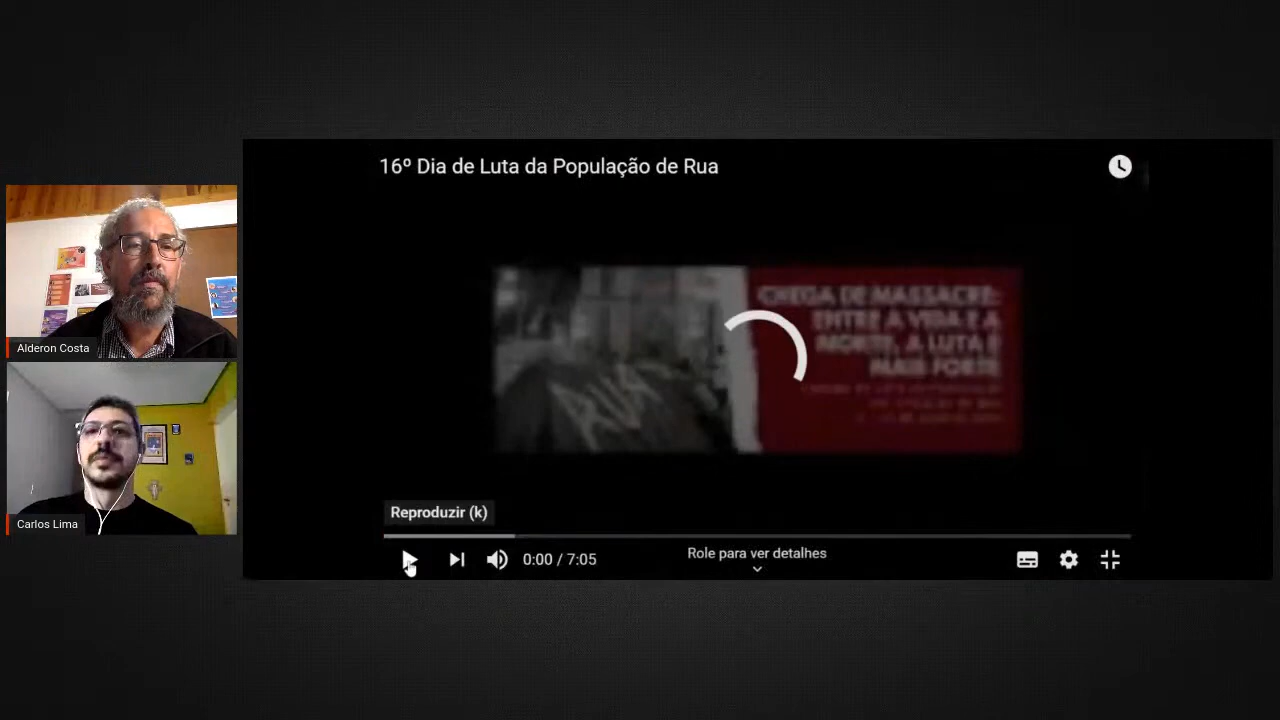 16º Dia de Luta da População de Rua
CHEGA DE MASSACRE:
ENTRE A VIDA E A
MORTE, A LUTA É
MAIS FORTE
RUA
Alderon Costa
Carlos Lima
Reproduzir (k)
0:00 / 7:05
Role para ver detalhes